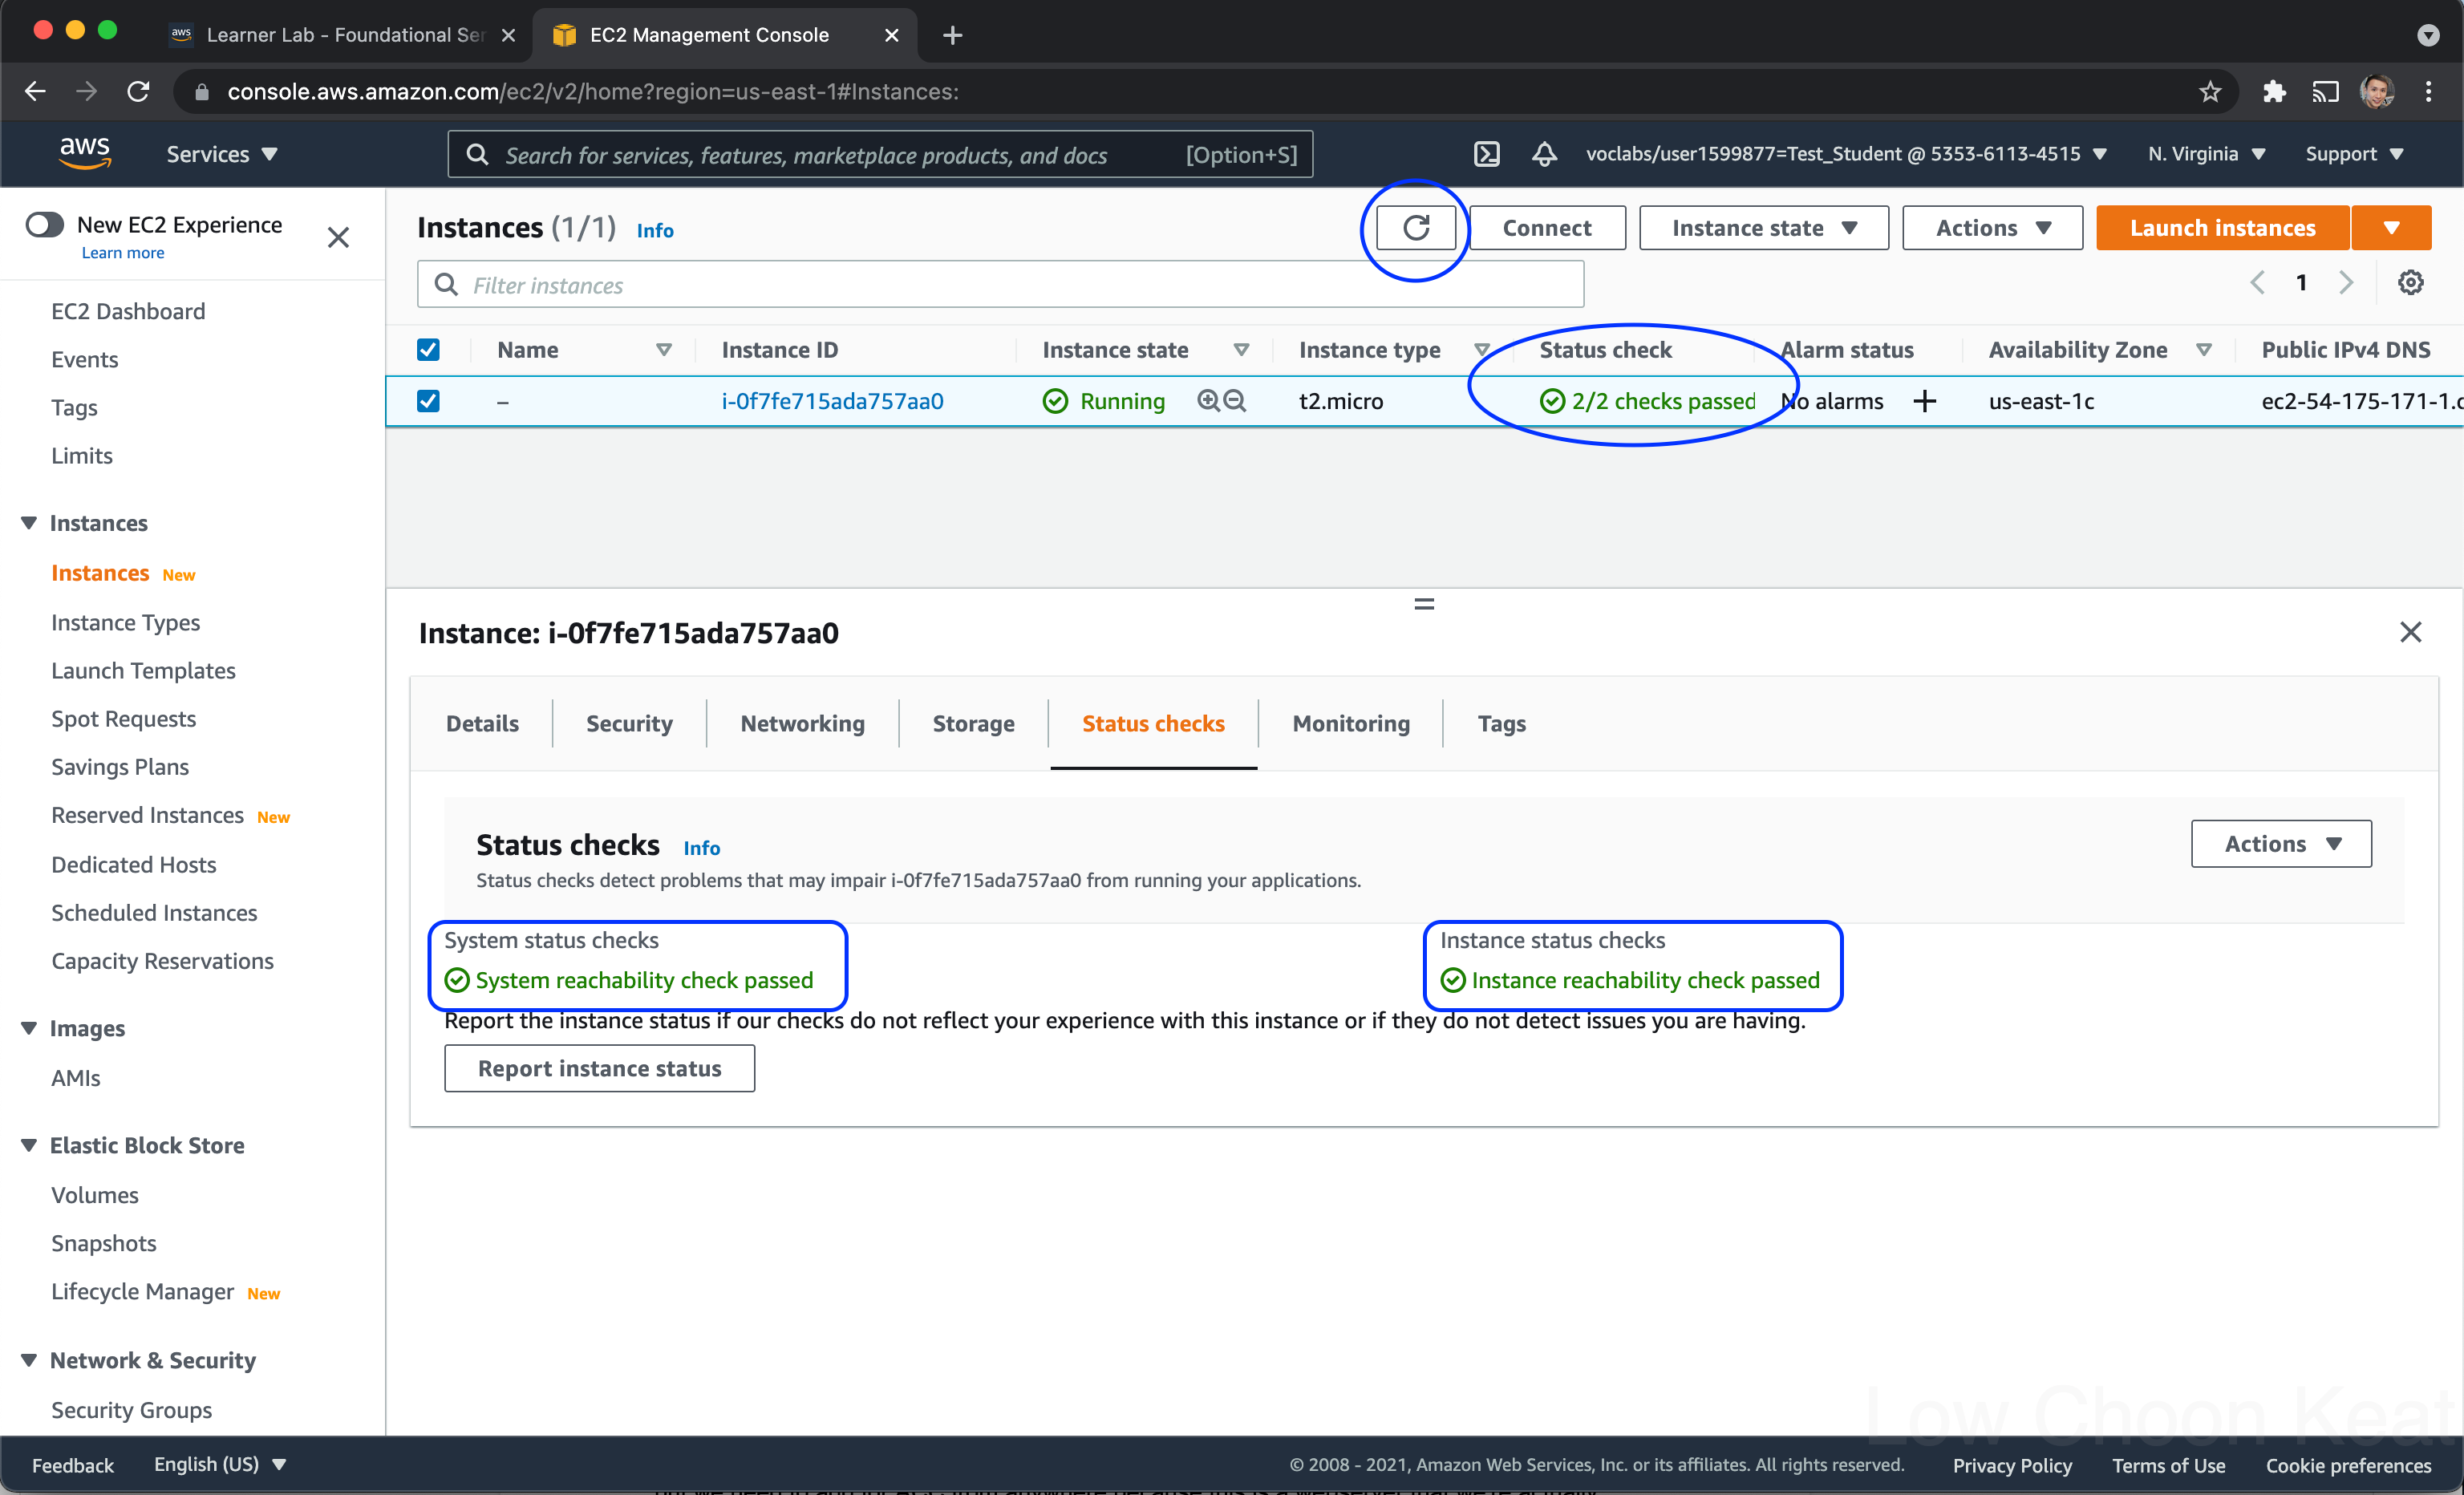 aws Learner Lab - Foundational Ser
EC2 Management Console
console.aws.amazon.com/ec2/v2/home?region=us-east-1#Instances:
aws Services
Search for services, features, marketplace products, and docs [Option+S]
voclabs/user1599877=Test_Student @ 5353-6113-4515 N. Virginia Support
New EC2 Experience
Learn more
EC2 Dashboard
Events
Tags
Limits
Instances
Instances New
Instance Types
Launch Templates
Spot Requests
Savings Plans
Reserved Instances New
Dedicated Hosts
Scheduled Instances
Capacity Reservations
Images
AMIs
Elastic Block Store
Volumes
Snapshots
Lifecycle Manager New
Network & Security
Security Groups
Instances (1/1) Info
Connect Instance state Actions Launch instances
Filter instances
1
Name Instance ID Instance state Instance type Status check Alarm status Availability Zone Public IPv4 DNS
– i-0f7fe715ada757aa0 Running t2.micro 2/2 checks passed No alarms + us-east-1c ec2-54-175-171-1.c
Instance: i-0f7fe715ada757aa0
Details Security Networking Storage Status checks Monitoring Tags
Status checks Info
Actions
Status checks detect problems that may impair i-0f7fe715ada757aa0 from running your applications.
System status checks
System reachability check passed
Instance status checks
Instance reachability check passed
Report the instance status if our checks do not reflect your experience with this instance or if they do not detect issues you are having.
Report instance status
Low Choon Keat
Feedback English (US) © 2008 - 2021, Amazon Web Services, Inc. or its affiliates. All rights reserved. Privacy Policy Terms of Use Cookie preferences